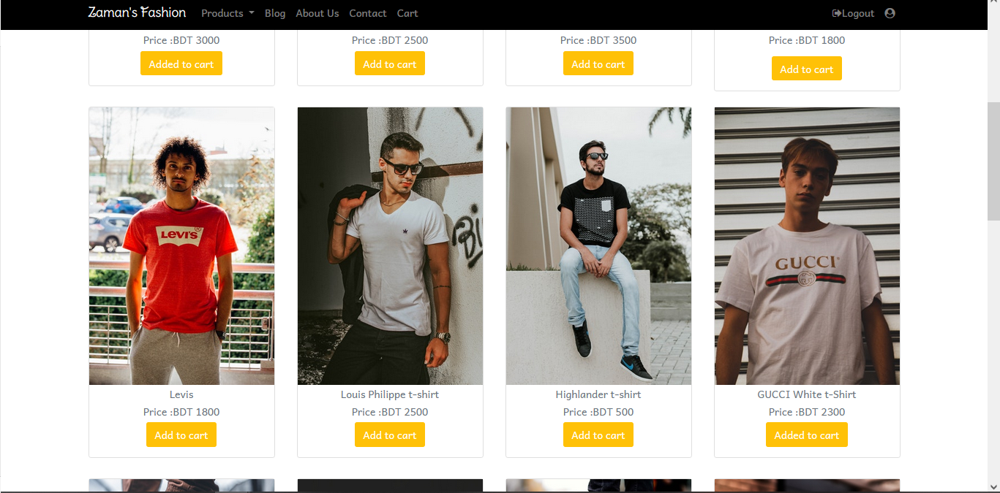 Zaman's Fashion Products Blog About Us Contact Cart Logout
Price :BDT 3000 Price :BDT 2500 Price :BDT 3500 Price :BDT 1800
Added to cart Add to cart Add to cart Add to cart
LEVI'S®
GUCCI®
Levis Louis Philippe t-shirt Highlander t-shirt GUCCI White t-Shirt
Price :BDT 1800 Price :BDT 2500 Price :BDT 500 Price :BDT 2300
Add to cart Add to cart Add to cart Added to cart